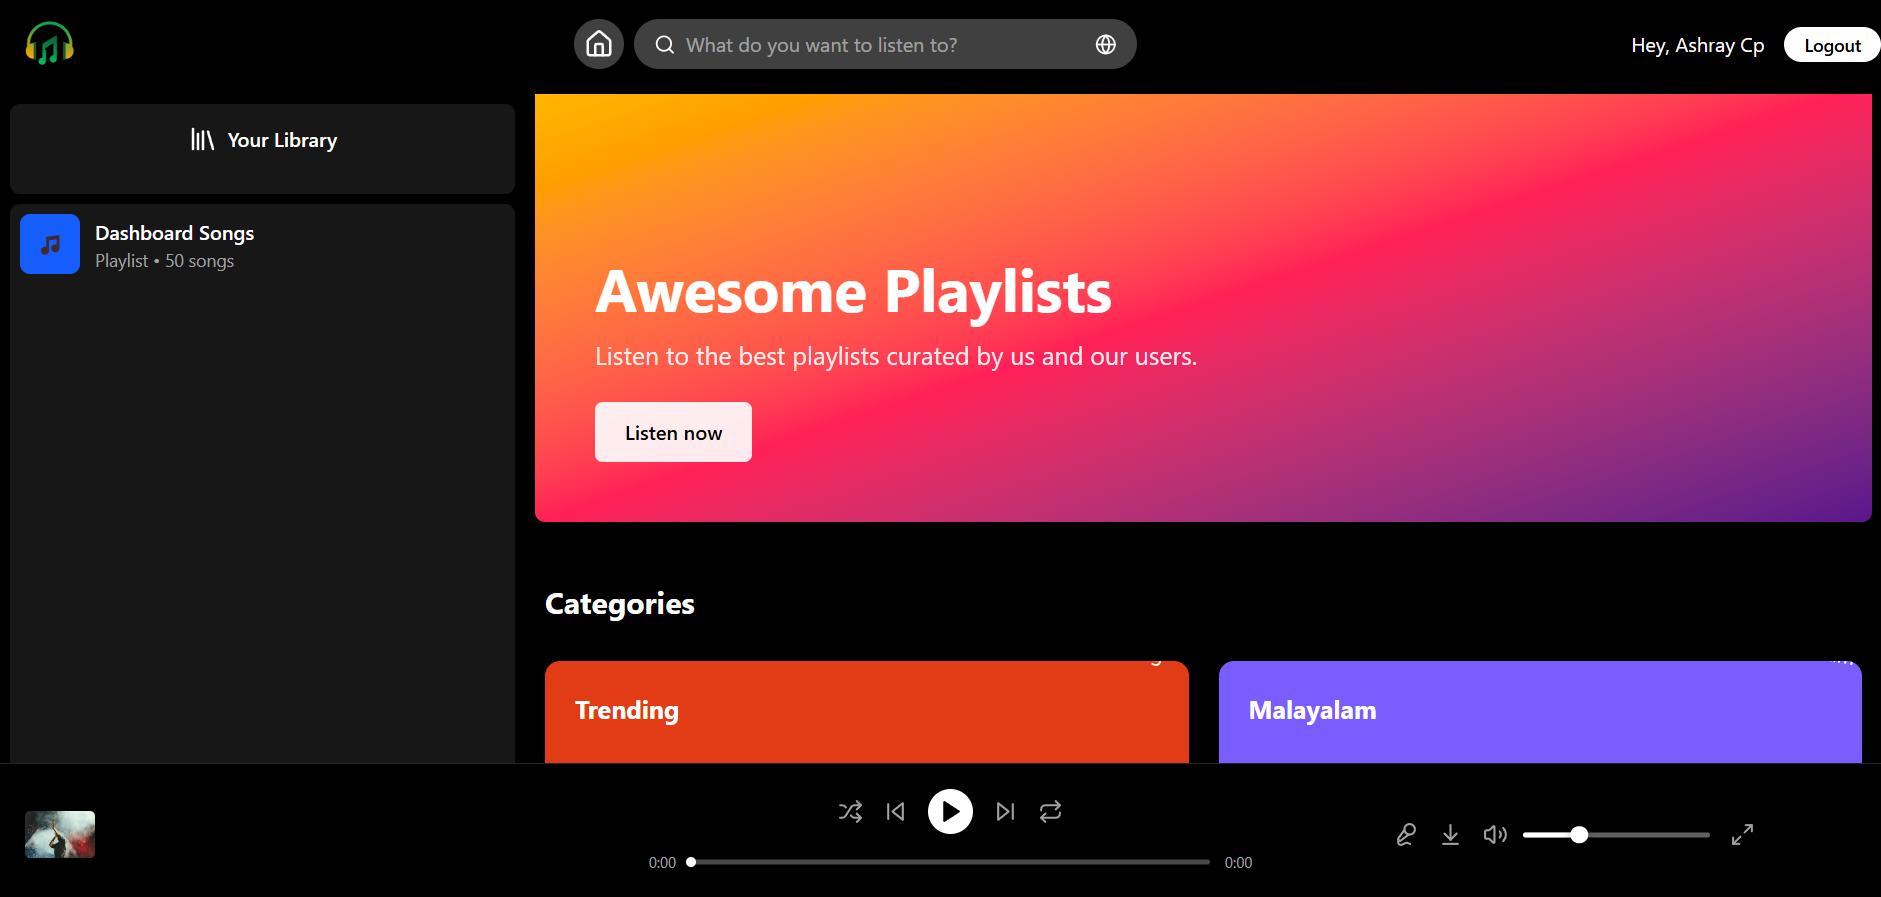 What do you want to listen to?
Hey, Ashray Cp
Logout
Your Library
Dashboard Songs
Playlist • 50 songs
Awesome Playlists
Listen to the best playlists curated by us and our users.
Listen now
Categories
Trending
Malayalam
0:00
0:00